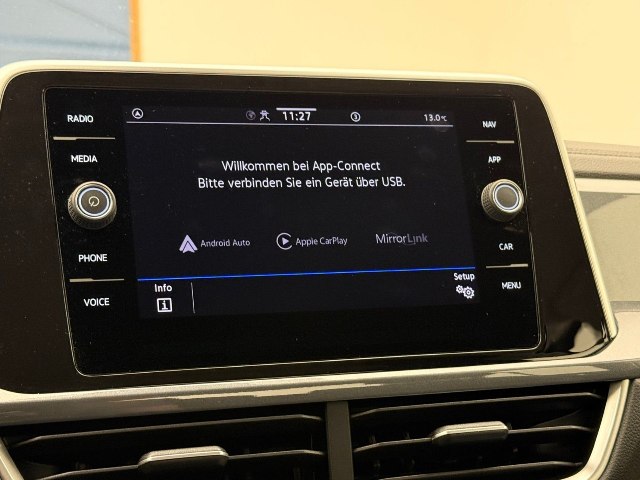 RADIO
MEDIA
PHONE
VOICE
11:27
13.0°C
Willkommen bei App-Connect
Bitte verbinden Sie ein Gerät über USB.
Android Auto
Apple CarPlay
MirrorLink
Info
Setup
NAV
APP
CAR
MENU